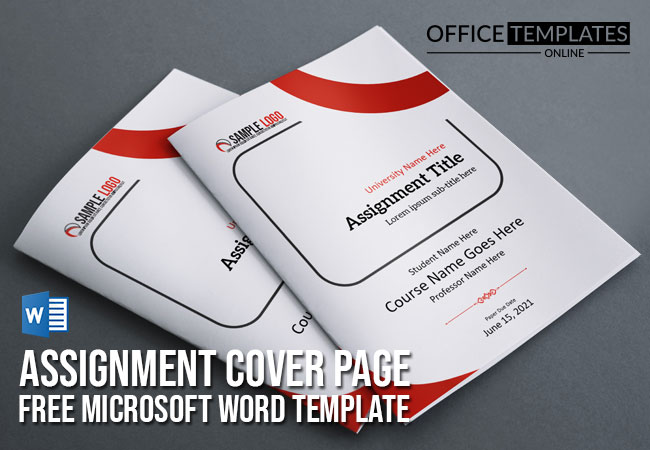 OFFICE TEMPLATES
ONLINE
SAMPLE LOGO
University Name Here
Assignment Title
Lorem ipsum sub-title here
Student Name Here
Course Name Goes Here
Professor Name Here
Paper Due Date
June 15, 2021
SAMPLE LOGO
W
ASSIGNMENT COVER PAGE
FREE MICROSOFT WORD TEMPLATE